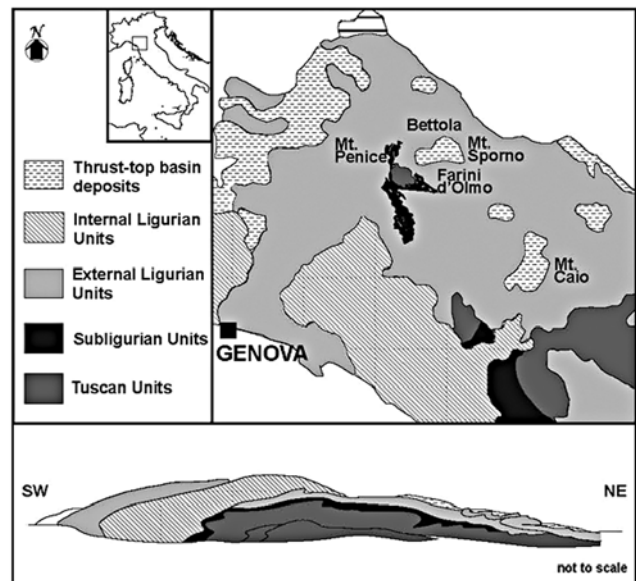 N
Thrust-top basin
deposits
Internal Ligurian
Units
External Ligurian
Units
Subligurian Units
Tuscan Units
Bettola
Mt.
Penice
Mt.
Sporno
Farini
d'Olmo
Mt.
Caio
GENOVA
SW
NE
not to scale